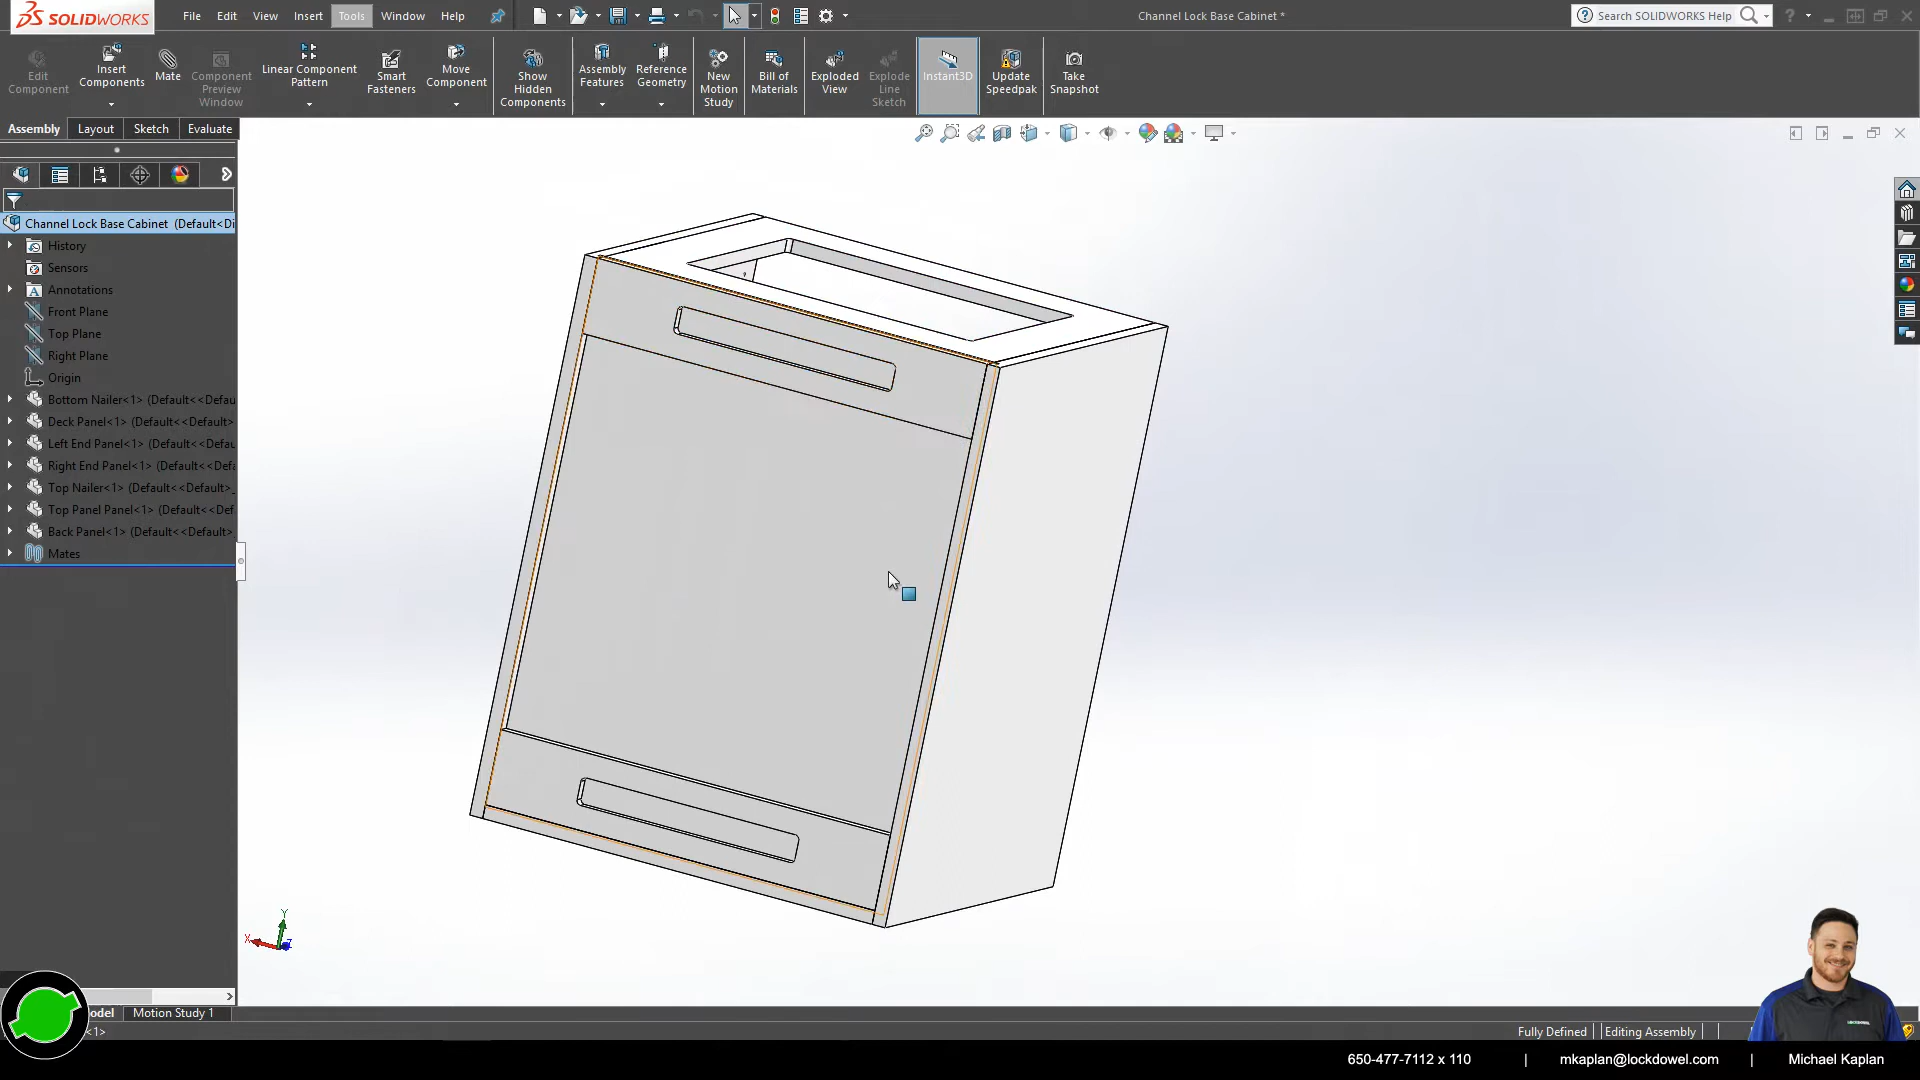 SOLIDWORKS File Edit View Insert Tools Window Help Channel Lock Base Cabinet * Search SOLIDWORKS Help ?
Edit Component
Insert Components
Mate
Component Preview Window
Linear Component Pattern
Smart Fasteners
Move Component
Show Hidden Components
Assembly Features
Reference Geometry
New Motion Study
Bill of Materials
Exploded View
Explode Line Sketch
Instant3D
Update Speedpak
Take Snapshot
Assembly Layout Sketch Evaluate
Channel Lock Base Cabinet (Default<Di
History
Sensors
Annotations
Front Plane
Top Plane
Right Plane
Origin
Bottom Nailer<1> (Default<<Defau
Deck Panel<1> (Default<<Default>
Left End Panel<1> (Default<<Defau
Right End Panel<1> (Default<<Defa
Top Nailer<1> (Default<<Default>_
Top Panel Panel<1> (Default<<Def
Back Panel<1> (Default<<Default>_
Mates
Y
X
Z
odel Motion Study 1
<1> Fully Defined Editing Assembly
LOCKDOWEL
650-477-7112 x 110 | mkaplan@lockdowel.com | Michael Kaplan